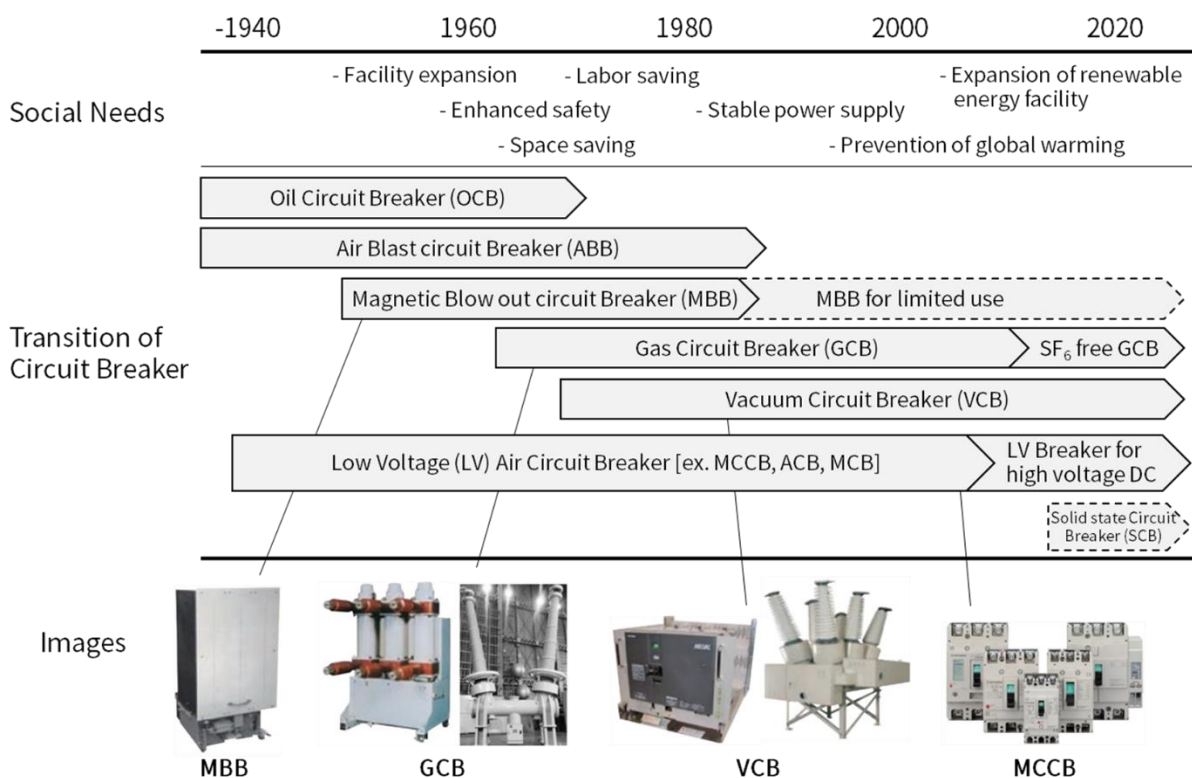 -1940 1960 1980 2000 2020
Social Needs
- Facility expansion
- Labor saving
- Expansion of renewable
energy facility
- Enhanced safety
- Stable power supply
- Space saving
- Prevention of global warming
Transition of
Circuit Breaker
Oil Circuit Breaker (OCB)
Air Blast circuit Breaker (ABB)
Magnetic Blow out circuit Breaker (MBB)
MBB for limited use
Gas Circuit Breaker (GCB)
SF₆ free GCB
Vacuum Circuit Breaker (VCB)
Low Voltage (LV) Air Circuit Breaker [ex. MCCB, ACB, MCB]
LV Breaker for
high voltage DC
Solid state Circuit
Breaker (SCB)
Images
MBB
GCB
VCB
MCCB